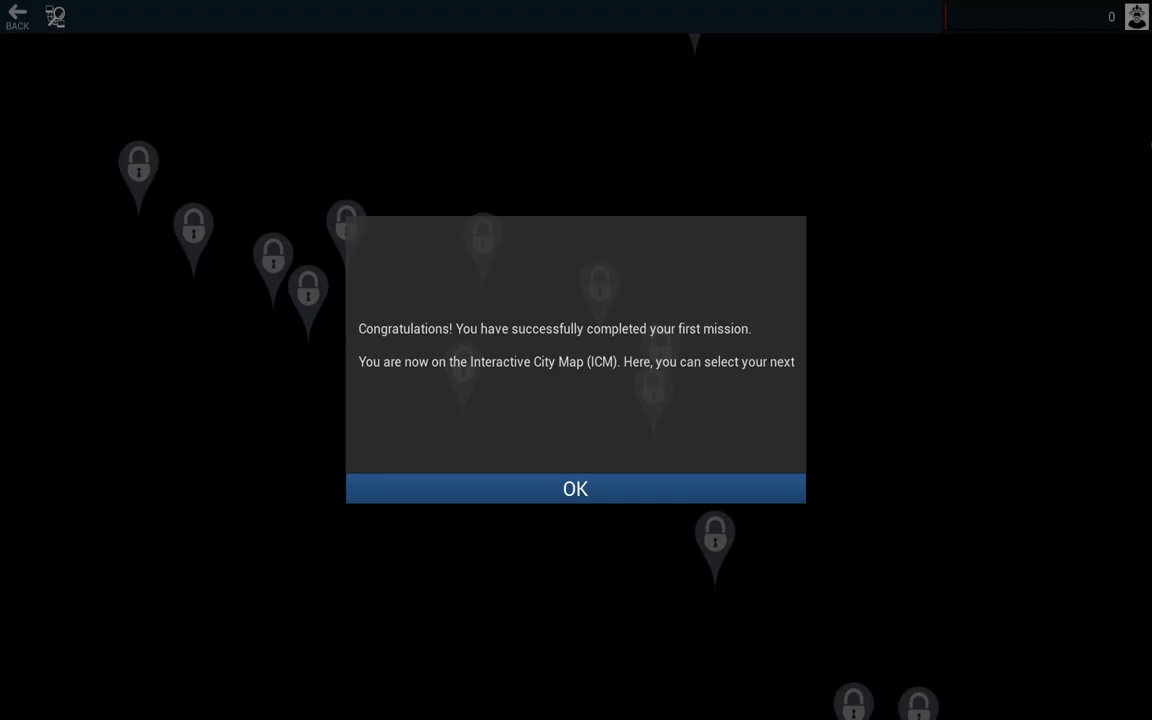 BACK
0
Congratulations! You have successfully completed your first mission.
You are now on the Interactive City Map (ICM). Here, you can select your next
OK